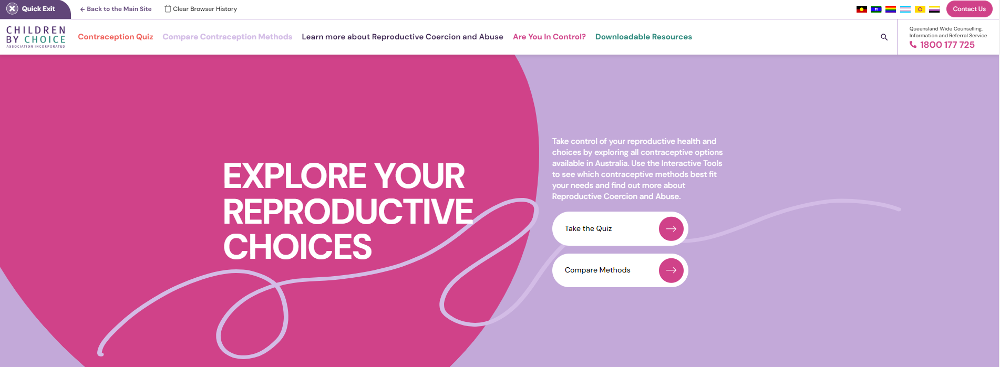 Quick Exit
← Back to the Main Site
Clear Browser History
Contact Us
CHILDREN
BY CHOICE
ASSOCIATION INCORPORATED
Contraception Quiz
Compare Contraception Methods
Learn more about Reproductive Coercion and Abuse
Are You In Control?
Downloadable Resources
Queensland Wide Counselling,
Information and Referral Service
1800 177 725
EXPLORE YOUR
REPRODUCTIVE
CHOICES
Take control of your reproductive health and
choices by exploring all contraceptive options
available in Australia. Use the Interactive Tools
to see which contraceptive methods best fit
your needs and find out more about
Reproductive Coercion and Abuse.
Take the Quiz
Compare Methods